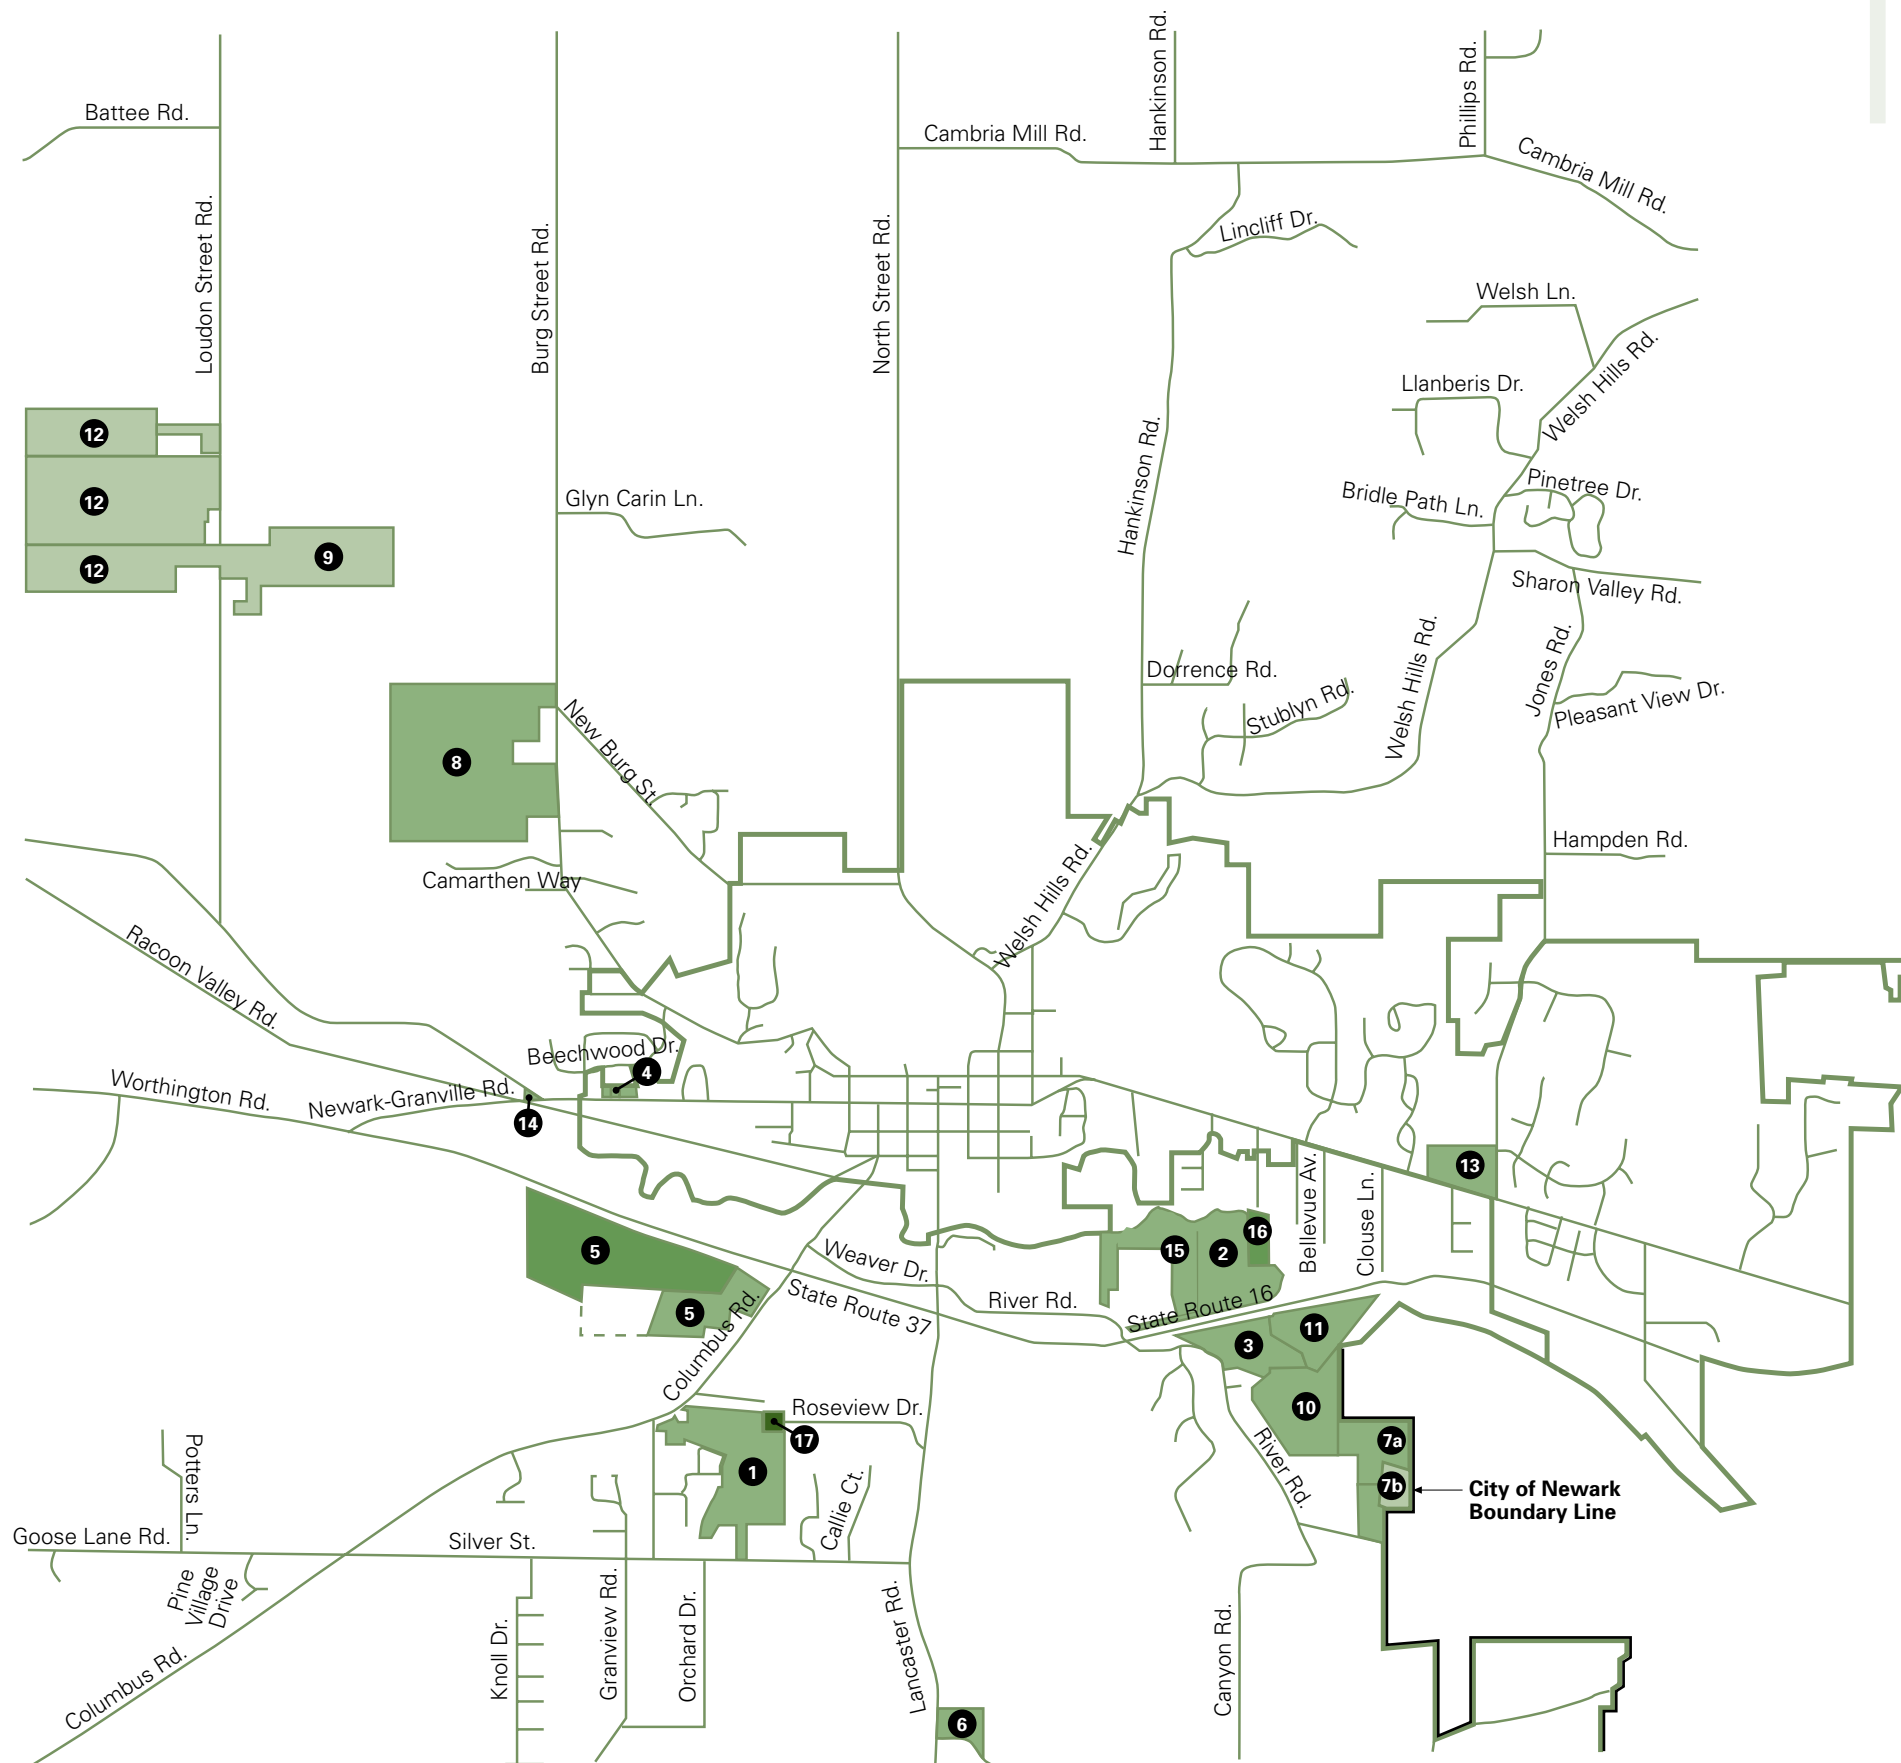 Hankinson Rd.
Phillips Rd.
Battee Rd.
Cambria Mill Rd.
Cambria Mill Rd.
Loudon Street Rd.
Burg Street Rd.
North Street Rd.
Lincliff Dr.
Welsh Ln.
Welsh Hills Rd.
Llanberis Dr.
12
Hankinson Rd.
Pinetree Dr.
Bridle Path Ln.
12
Glyn Carin Ln.
9
12
Sharon Valley Rd.
Dorrence Rd.
Welsh Hills Rd.
Jones Rd.
Stublyn Rd.
Pleasant View Dr.
New Burg St.
8
Hampden Rd.
Camarthen Way
Welsh Hills Rd.
Racoon Valley Rd.
Beechwood Dr.
4
Worthington Rd.
Newark-Granville Rd.
14
13
Bellevue Av.
Clouse Ln.
16
5
15
2
Weaver Dr.
River Rd.
State Route 37
State Route 16
5
Columbus Rd.
11
3
10
Roseview Dr.
17
7a
1
River Rd.
7b
City of Newark
Boundary Line
Potters Ln.
Callie Ct.
Goose Lane Rd.
Silver St.
Pine
Village
Drive
Knoll Dr.
Granview Rd.
Orchard Dr.
Lancaster Rd.
Canyon Rd.
Columbus Rd.
6